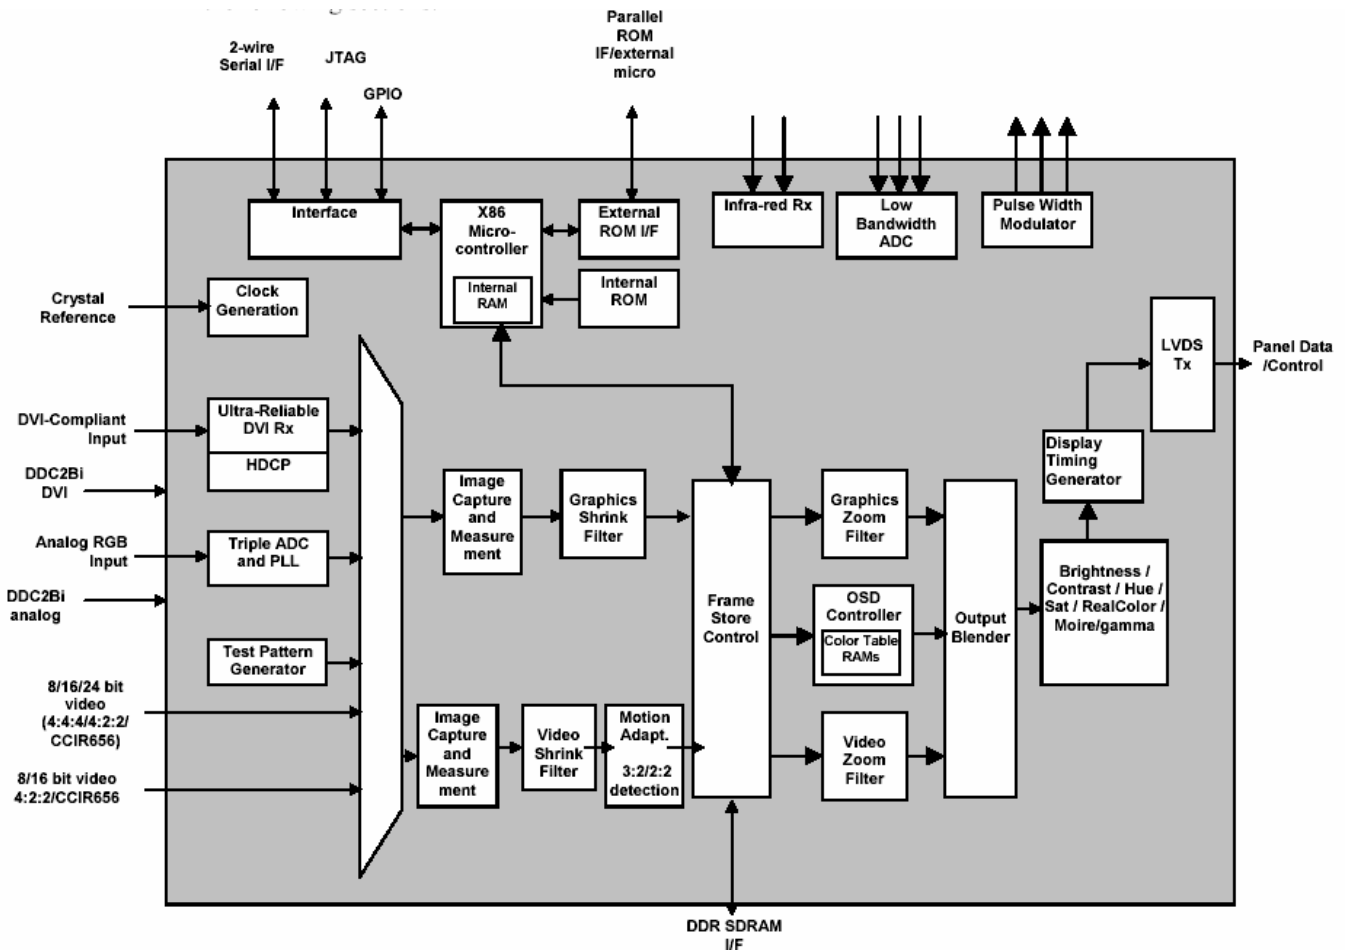 Parallel
ROM
IF/external
micro
2-wire
Serial I/F
JTAG
GPIO
Interface
X86
Micro-
controller
Internal
RAM
External
ROM I/F
Internal
ROM
Infra-red Rx
Low
Bandwidth
ADC
Pulse Width
Modulator
Crystal
Reference
Clock
Generation
LVDS
Tx
Panel Data
/Control
DVI-Compliant
Input
Ultra-Reliable
DVI Rx
HDCP
DDC2Bi
DVI
Analog RGB
Input
Triple ADC
and PLL
DDC2Bi
analog
Test Pattern
Generator
8/16/24 bit
video
(4:4:4/4:2:2/
CCIR656)
8/16 bit video
4:2:2/CCIR656
Image
Capture
and
Measure
ment
Graphics
Shrink
Filter
Image
Capture
and
Measure
ment
Video
Shrink
Filter
Motion
Adapt.
3:2/2:2
detection
Frame
Store
Control
Graphics
Zoom
Filter
OSD
Controller
Color Table
RAMs
Video
Zoom
Filter
Output
Blender
Display
Timing
Generator
Brightness /
Contrast / Hue /
Sat / RealColor /
Moire/gamma
DDR SDRAM
I/F